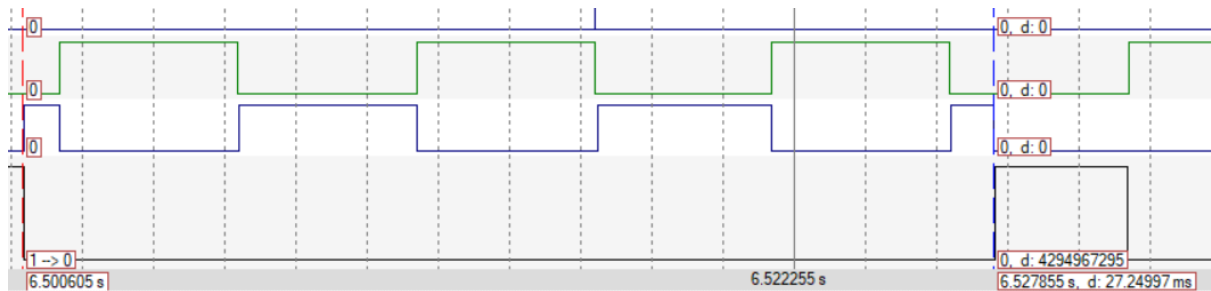 0 0, d: 0
0 0, d: 0
0 0, d: 0
1 --> 0 0, d: 4294967295
6.500605 s 6.522255 s 6.527855 s, d: 27.24997 ms